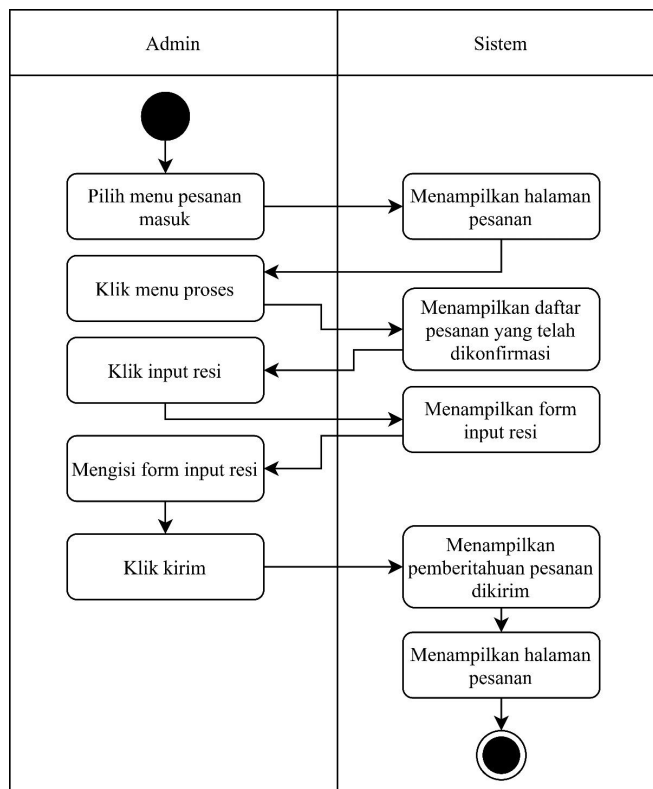 Admin
Sistem
Pilih menu pesanan
masuk
Menampilkan halaman
pesanan
Klik menu proses
Menampilkan daftar
pesanan yang telah
dikonfirmasi
Klik input resi
Menampilkan form
input resi
Mengisi form input resi
Klik kirim
Menampilkan
pemberitahuan pesanan
dikirim
Menampilkan halaman
pesanan